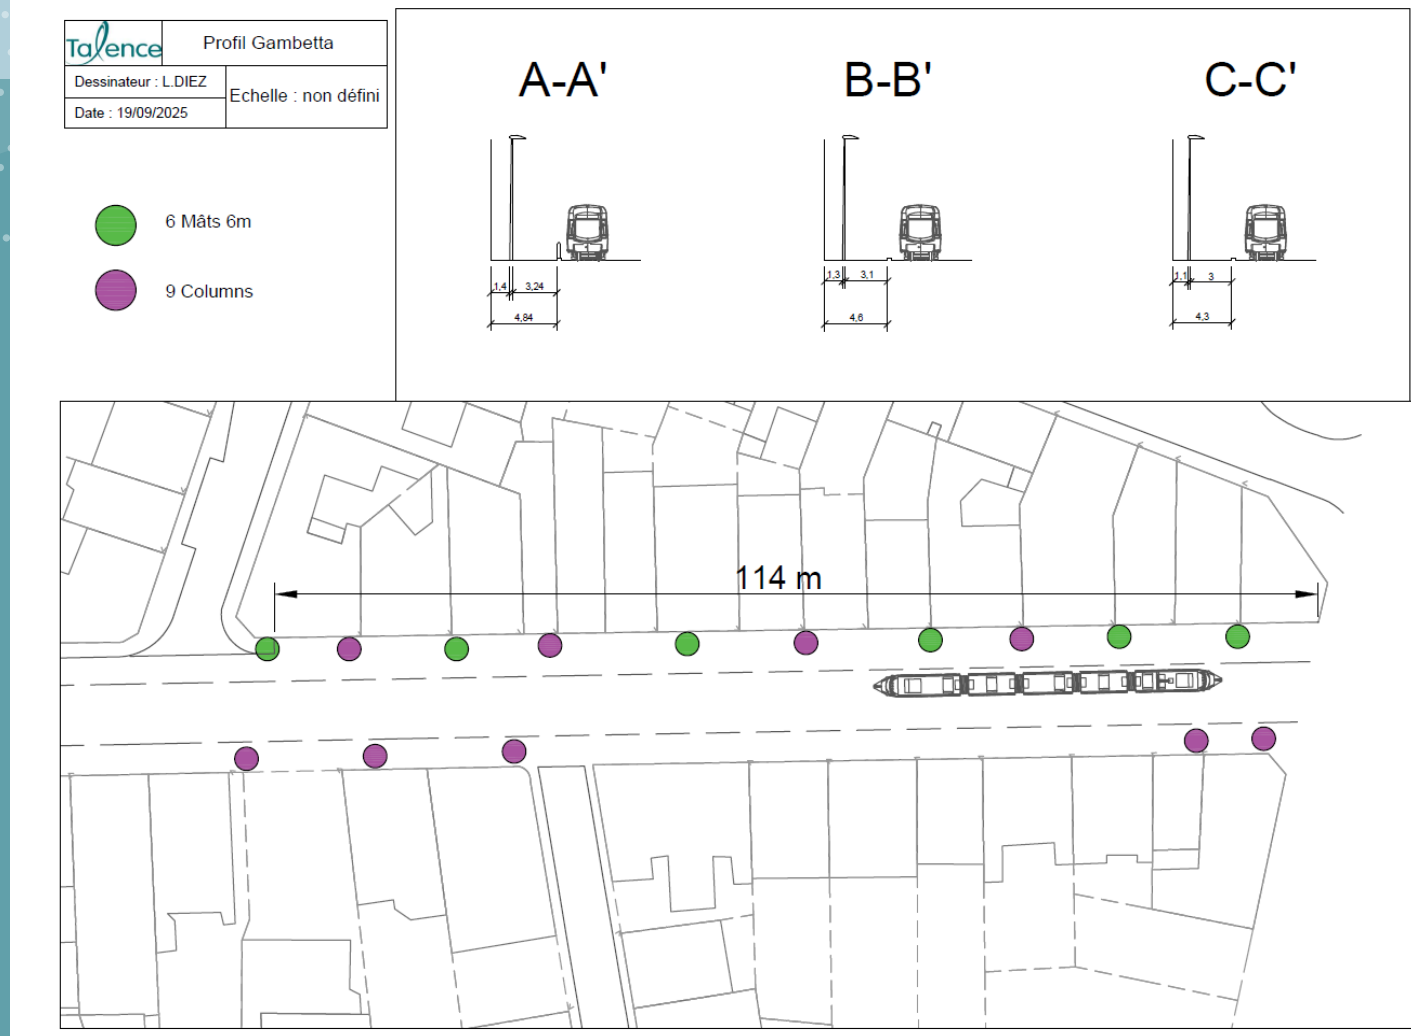 Talence
Profil Gambetta
Dessinateur : L.DIEZ
Echelle : non défini
Date : 19/09/2025
6 Mâts 6m
9 Columns
A-A'
B-B'
C-C'
1,4
3,24
4,84
1,3
3,1
4,6
1,1
3
4,3
114 m